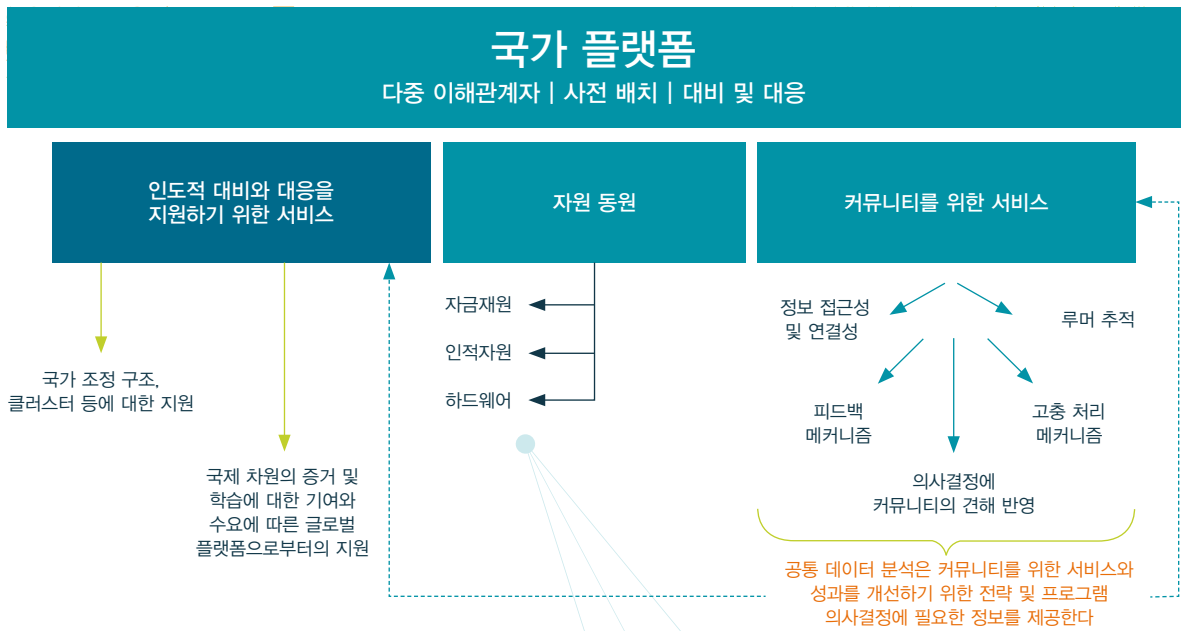 국가 플랫폼
다중 이해관계자 | 사전 배치 | 대비 및 대응
인도적 대비와 대응을
지원하기 위한 서비스
자원 동원
커뮤니티를 위한 서비스
국가 조정 구조,
클러스터 등에 대한 지원
국제 차원의 증거 및
학습에 대한 기여와
수요에 따른 글로벌
플랫폼으로부터의 지원
자금재원
인적자원
하드웨어
정보 접근성
및 연결성
루머 추적
피드백
메커니즘
고충 처리
메커니즘
의사결정에
커뮤니티의 견해 반영
공통 데이터 분석은 커뮤니티를 위한 서비스와
성과를 개선하기 위한 전략 및 프로그램
의사결정에 필요한 정보를 제공한다